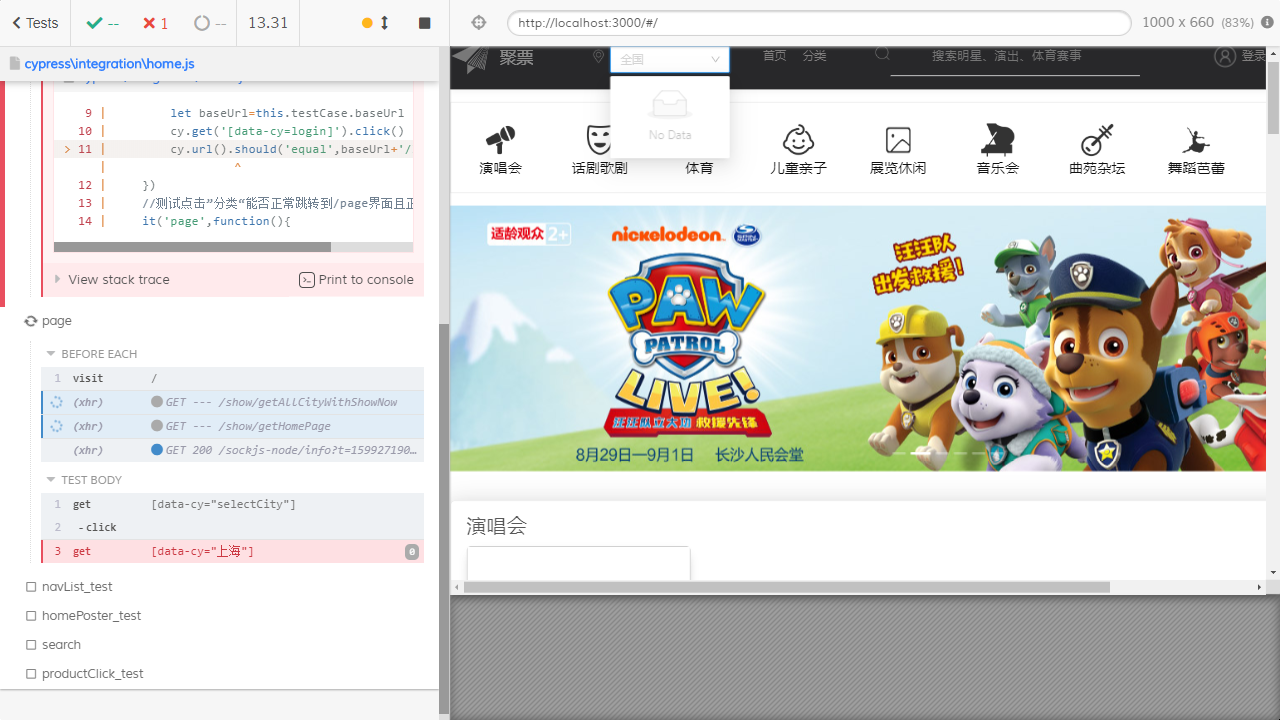 Tests
--
1
--
13.31
http://localhost:3000/#/
1000 x 660 (83%)
cypress\integration\home.js
9 | let baseUrl=this.testCase.baseUrl
10 | cy.get('[data-cy=login]').click()
> 11 | cy.url().should('equal',baseUrl+'/
| ^
12 | })
13 | //测试点击”分类“能否正常跳转到/page界面且正
14 | it('page',function(){
View stack trace
Print to console
page
BEFORE EACH
1 visit /
(xhr) GET --- /show/getALLCityWithShowNow
(xhr) GET --- /show/getHomePage
(xhr) GET 200 /sockjs-node/info?t=159927190…
TEST BODY
1 get [data-cy="selectCity"]
2 -click
3 get [data-cy="上海"] 0
navList_test
homePoster_test
search
productClick_test
聚票
全国
首页
分类
搜索明星、演出、体育赛事
登录
No Data
演唱会
话剧歌剧
体育
儿童亲子
展览休闲
音乐会
曲苑杂坛
舞蹈芭蕾
适龄观众 2+
nickelodeon
PAW
PATROL
LIVE!
汪汪队立大功 救援先锋
8月29日—9月1日 长沙人民会堂
汪汪队
出发救援!
演唱会